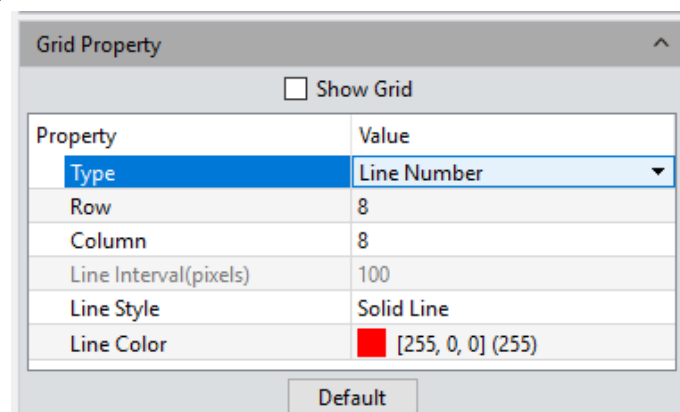 Grid Property
Show Grid
Property Value
Type Line Number
Row 8
Column 8
Line Interval(pixels) 100
Line Style Solid Line
Line Color [255, 0, 0] (255)
Default